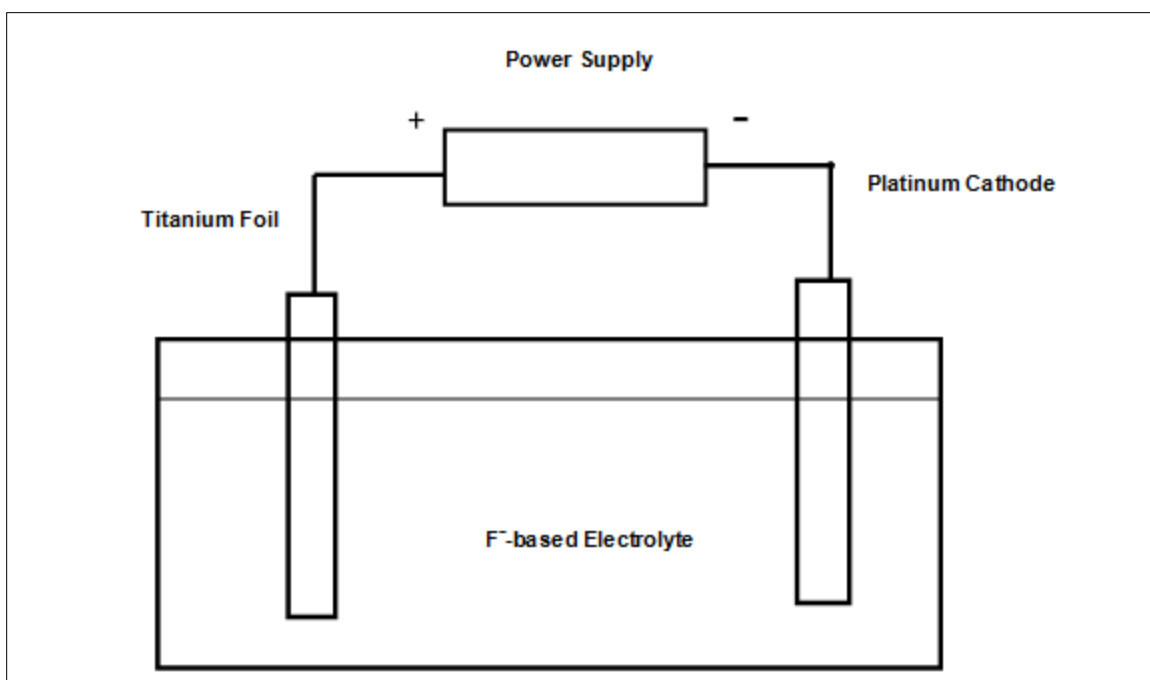 Power Supply
+
-
Platinum Cathode
Titanium Foil
F⁻-based Electrolyte